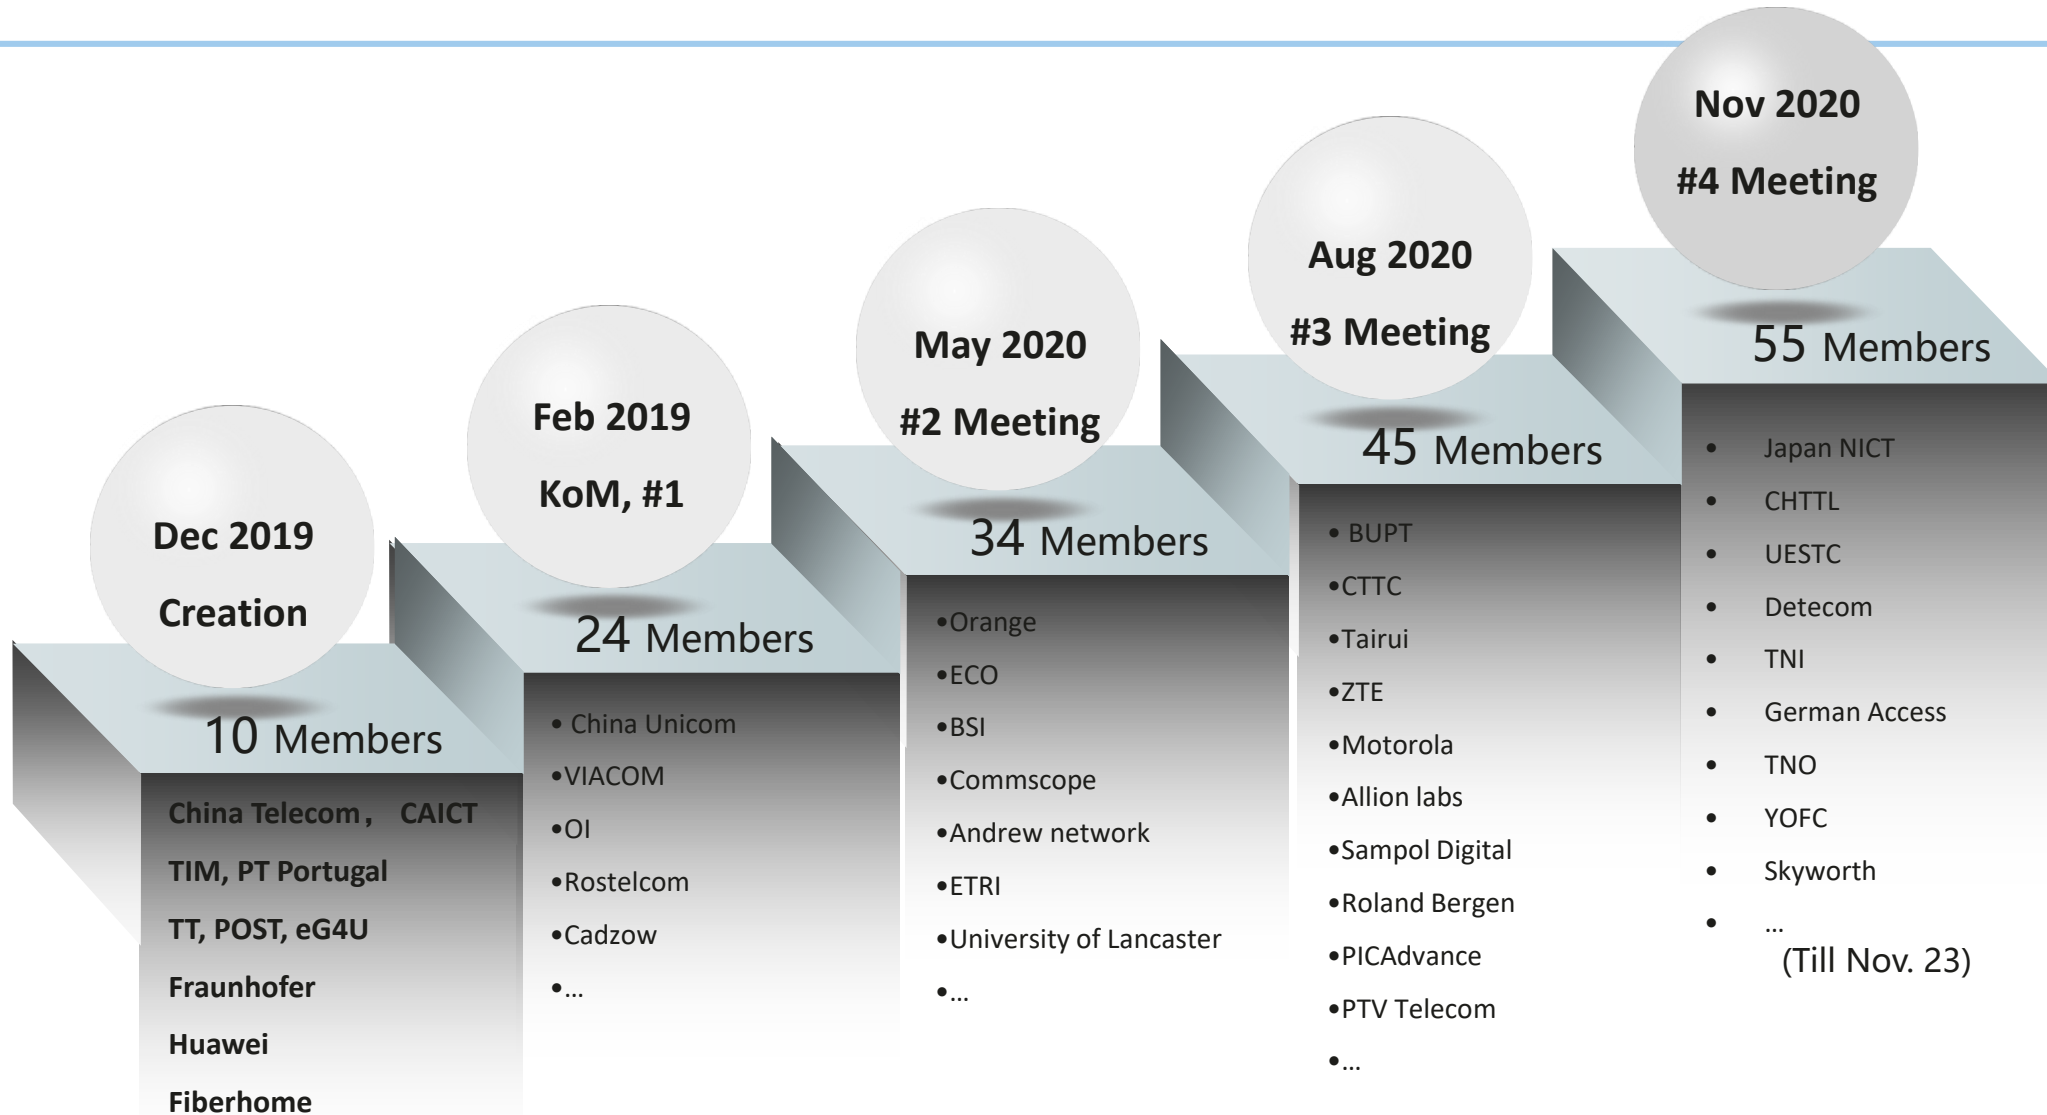 Dec 2019
Creation
10 Members
China Telecom， CAICT
TIM, PT Portugal
TT, POST, eG4U
Fraunhofer
Huawei
Fiberhome
Feb 2019
KoM, #1
24 Members
• China Unicom
•VIACOM
•OI
•Rostelcom
•Cadzow
•...
May 2020
#2 Meeting
34 Members
•Orange
•ECO
•BSI
•Commscope
•Andrew network
•ETRI
•University of Lancaster
•...
Aug 2020
#3 Meeting
45 Members
• BUPT
•CTTC
•Tairui
•ZTE
•Motorola
•Allion labs
•Sampol Digital
•Roland Bergen
•PICAdvance
•PTV Telecom
•...
Nov 2020
#4 Meeting
55 Members
• Japan NICT
• CHTTL
• UESTC
• Detecom
• TNI
• German Access
• TNO
• YOFC
• Skyworth
• ...
(Till Nov. 23)